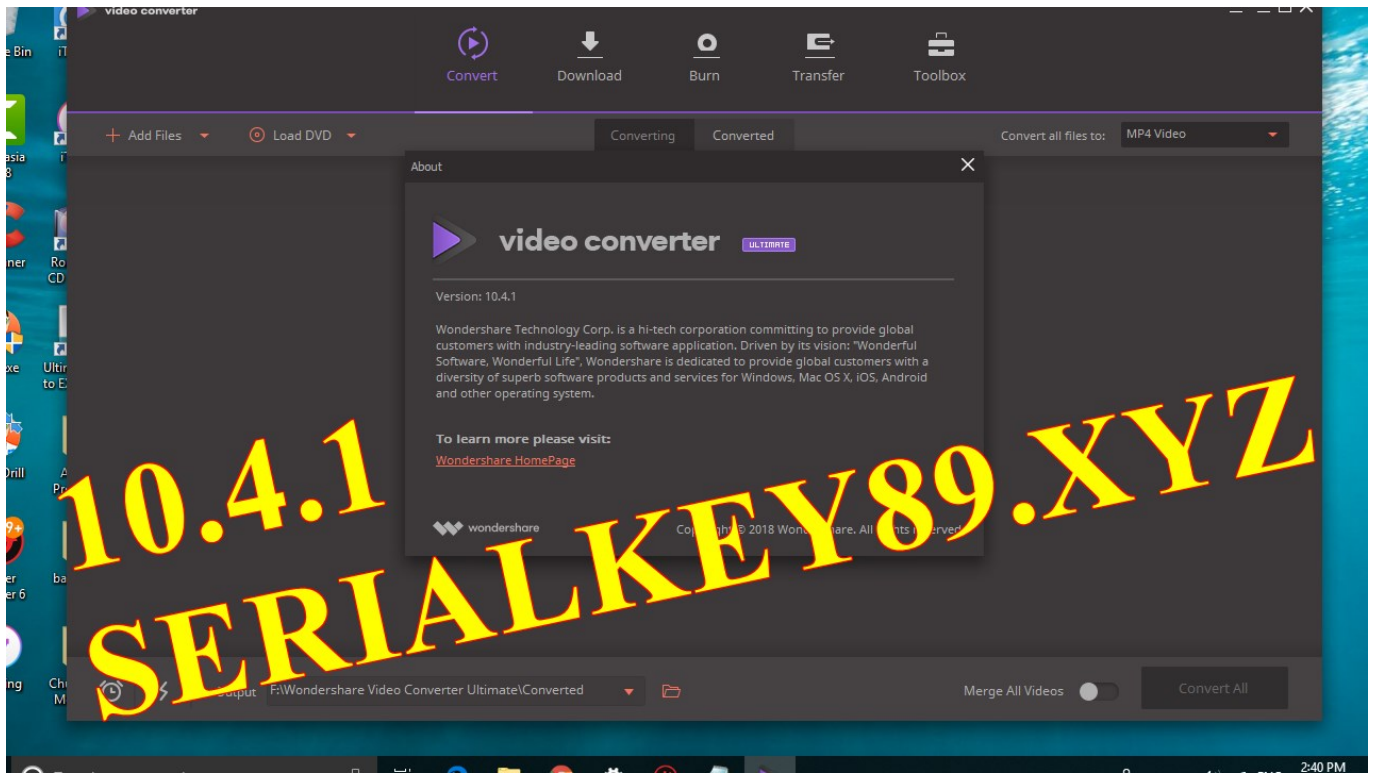 video converter
Convert
Download
Burn
Transfer
Toolbox
Add Files
Load DVD
Converting
Converted
Convert all files to:
MP4 Video
About
video converter
ULTIMATE
Version: 10.4.1
Wondershare Technology Corp. is a hi-tech corporation committing to provide global
customers with industry-leading software application. Driven by its vision: "Wonderful
Software, Wonderful Life", Wondershare is dedicated to provide global customers with a
diversity of superb software products and services for Windows, Mac OS X, iOS, Android
and other operating system.
To learn more please visit:
Wondershare HomePage
wondershare
10.4.1
SERIALKEY89.XYZ
F:\Wondershare Video Converter Ultimate\Converted
Merge All Videos
Convert All
Bin
CD
2:40 PM